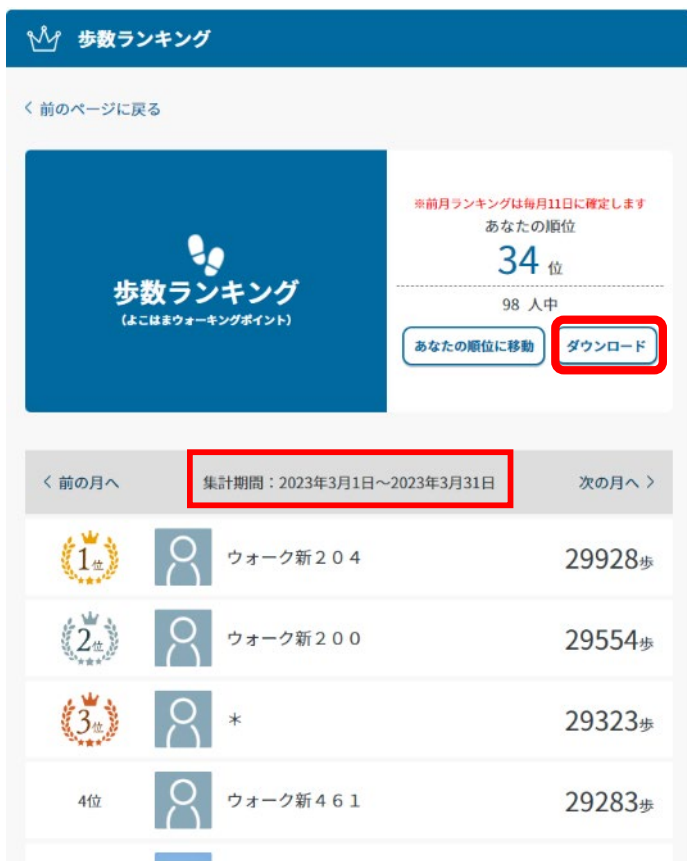 歩数ランキング
< 前のページに戻る
歩数ランキング
(よこはまウォーキングポイント)
※前月ランキングは毎月11日に確定します
あなたの順位
34 位
98 人中
あなたの順位に移動 ダウンロード
< 前の月へ 集計期間：2023年3月1日～2023年3月31日 次の月へ >
1位 ウォーク新２０４ 29928歩
2位 ウォーク新２００ 29554歩
3位 ＊ 29323歩
4位 ウォーク新４６１ 29283歩